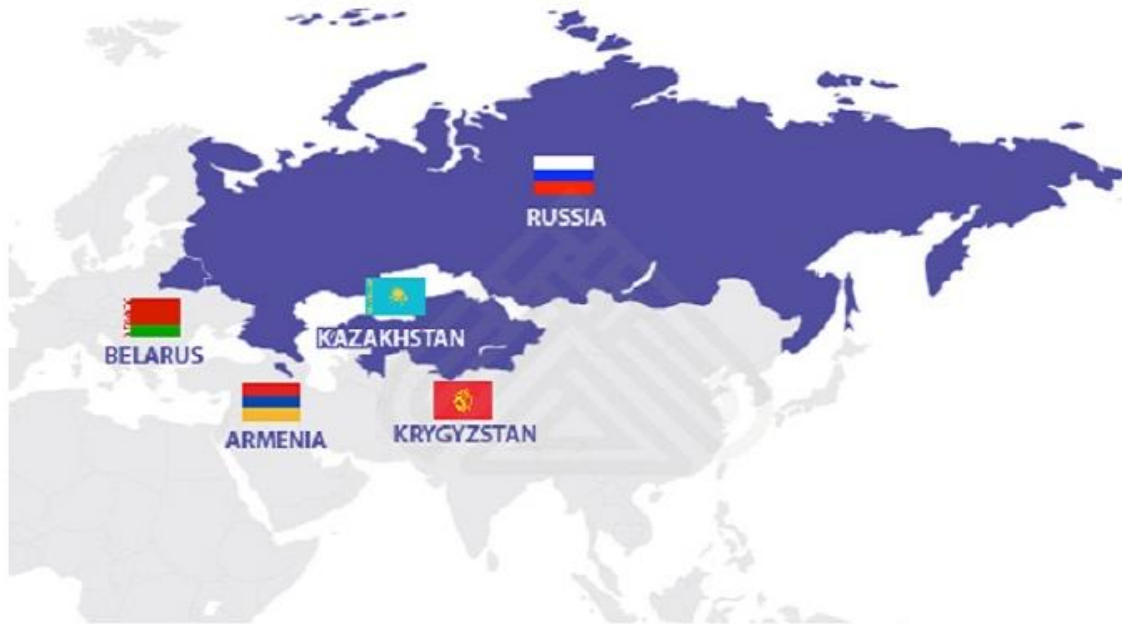 RUSSIA
KAZAKHSTAN
BELARUS
ARMENIA
KRYGYZSTAN